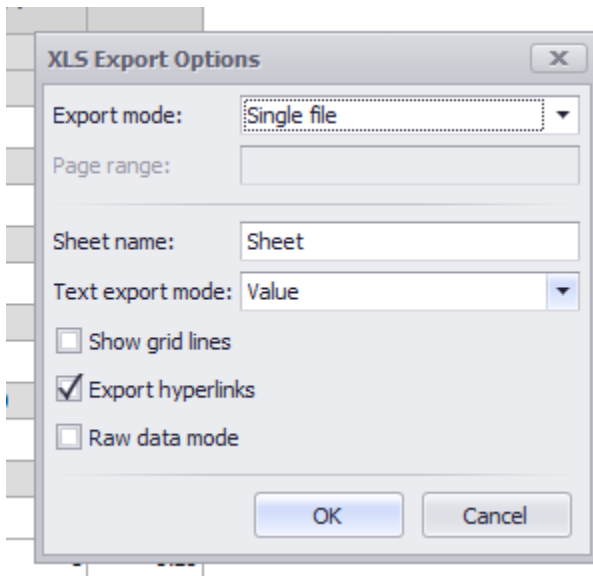 XLS Export Options
Export mode: Single file
Page range:
Sheet name: Sheet
Text export mode: Value
Show grid lines
Export hyperlinks
Raw data mode
OK Cancel